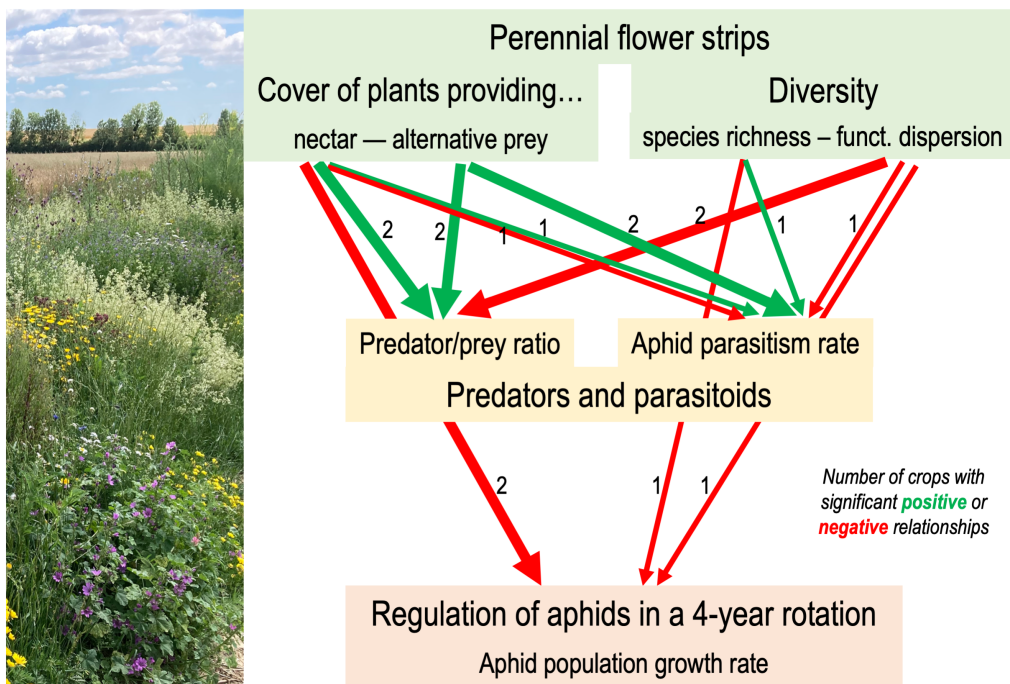 Perennial flower strips
Cover of plants providing…
nectar — alternative prey
Diversity
species richness – funct. dispersion
2
2
1
1
2
2
1
1
Predator/prey ratio
Aphid parasitism rate
Predators and parasitoids
2
1
1
Number of crops with
significant positive or
negative relationships
Regulation of aphids in a 4-year rotation
Aphid population growth rate